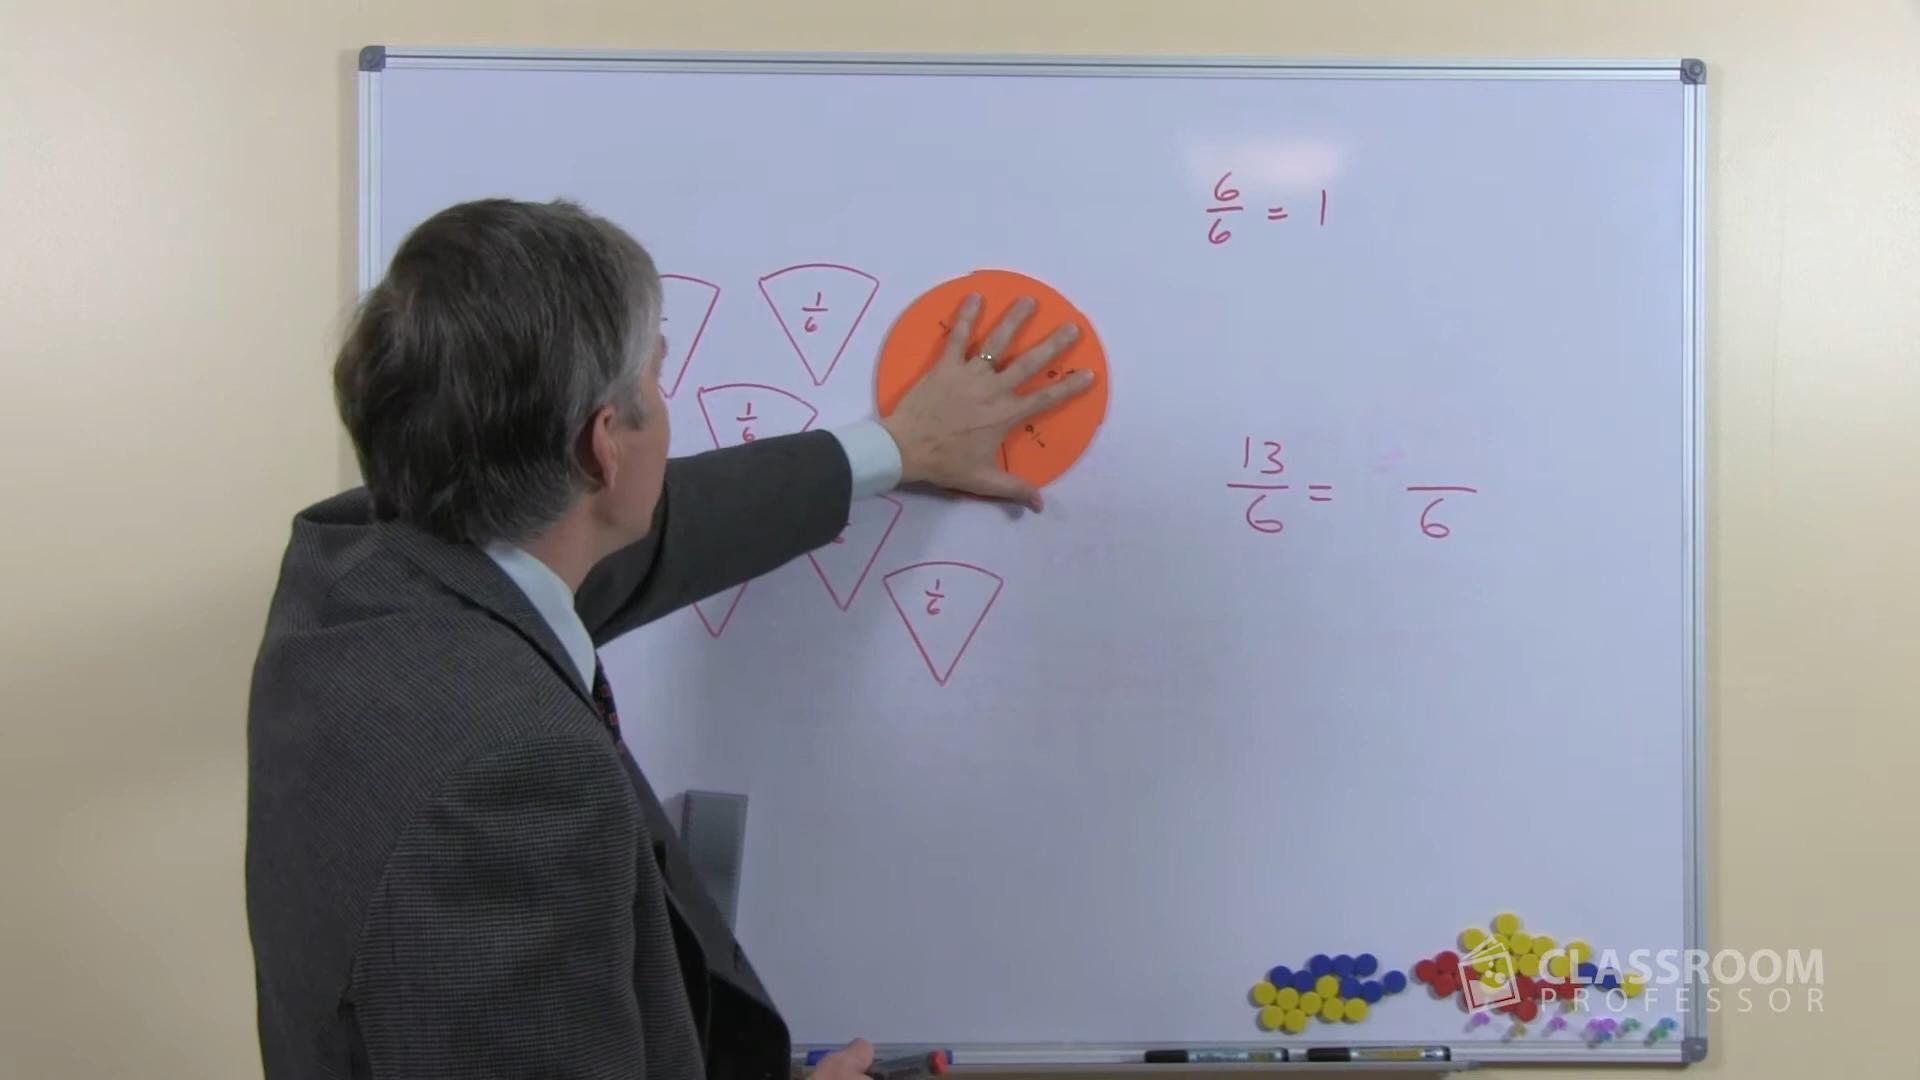 6/6 = 1
1/6
1/6
13/6 = /6
1/6
CLASSROOM
PROFESSOR